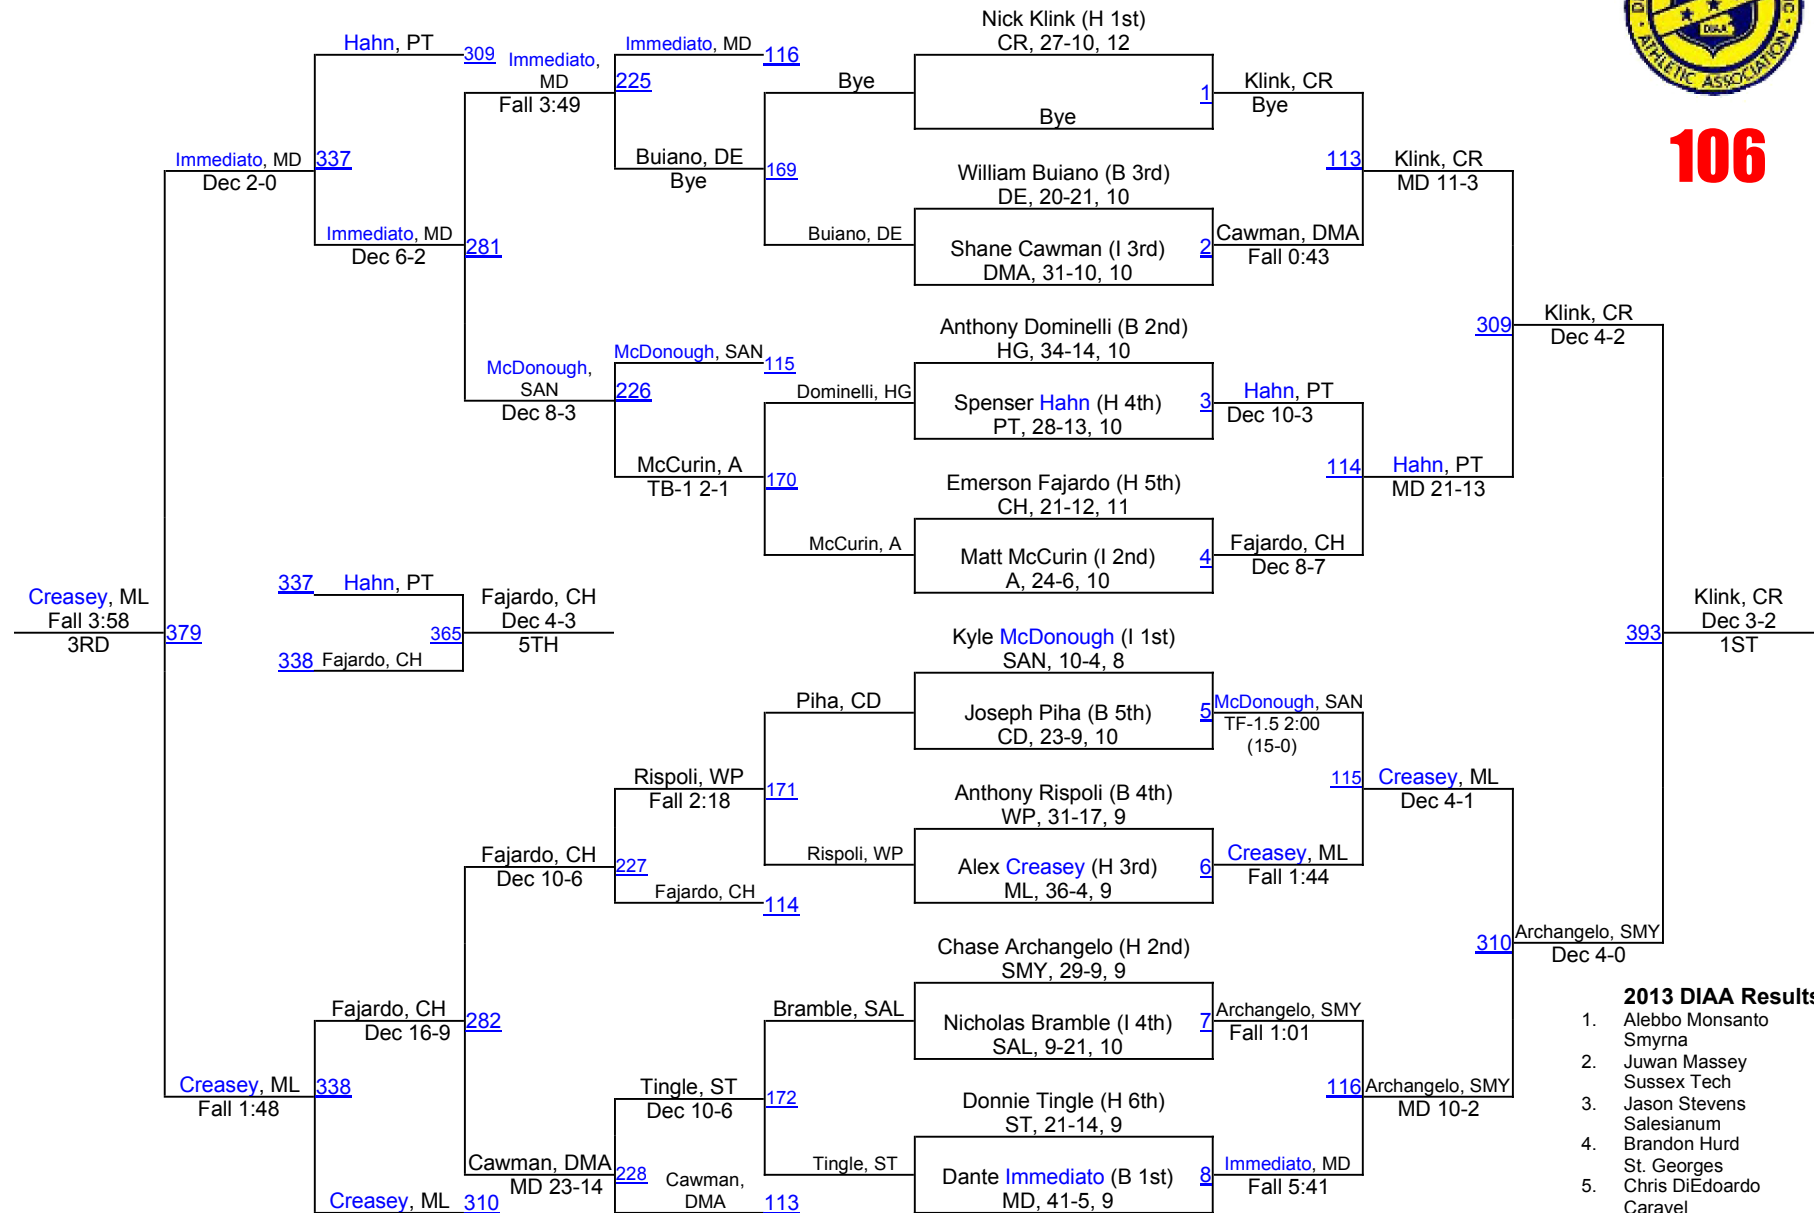 Nick Klink (H 1st)
CR, 27-10, 12
Bye
1
Klink, CR
Bye
William Buiano (B 3rd)
DE, 20-21, 10
Shane Cawman (I 3rd)
DMA, 31-10, 10
2
Cawman, DMA
Fall 0:43
113
Klink, CR
MD 11-3
Anthony Dominelli (B 2nd)
HG, 34-14, 10
Spenser Hahn (H 4th)
PT, 28-13, 10
3
Hahn, PT
Dec 10-3
Emerson Fajardo (H 5th)
CH, 21-12, 11
Matt McCurin (I 2nd)
A, 24-6, 10
4
Fajardo, CH
Dec 8-7
114
Hahn, PT
MD 21-13
309
Klink, CR
Dec 4-2
Kyle McDonough (I 1st)
SAN, 10-4, 8
Joseph Piha (B 5th)
CD, 23-9, 10
5
McDonough, SAN
TF-1.5 2:00
(15-0)
Anthony Rispoli (B 4th)
WP, 31-17, 9
Alex Creasey (H 3rd)
ML, 36-4, 9
6
Creasey, ML
Fall 1:44
115
Creasey, ML
Dec 4-1
Chase Archangelo (H 2nd)
SMY, 29-9, 9
Nicholas Bramble (I 4th)
SAL, 9-21, 10
7
Archangelo, SMY
Fall 1:01
Donnie Tingle (H 6th)
ST, 21-14, 9
Dante Immediato (B 1st)
MD, 41-5, 9
8
Immediato, MD
Fall 5:41
116
Archangelo, SMY
MD 10-2
310
Archangelo, SMY
Dec 4-0
393
Klink, CR
Dec 3-2
1ST
Hahn, PT
309
Immediato,
MD
Fall 3:49
Immediato, MD
116
225
Bye
Buiano, DE
Bye
169
Buiano, DE
Immediato, MD
Dec 2-0
337
Immediato, MD
Dec 6-2
281
McDonough,
SAN
Dec 8-3
McDonough, SAN
115
226
Dominelli, HG
McCurin, A
TB-1 2-1
170
McCurin, A
Creasey, ML
Fall 3:58
3RD
379
337
Hahn, PT
338
Fajardo, CH
365
Fajardo, CH
Dec 4-3
5TH
Piha, CD
Rispoli, WP
Fall 2:18
171
Rispoli, WP
Fajardo, CH
Dec 10-6
227
Fajardo, CH
114
Fajardo, CH
Dec 16-9
282
Bramble, SAL
Tingle, ST
Dec 10-6
172
Tingle, ST
Creasey, ML
Fall 1:48
338
Cawman, DMA
MD 23-14
228
Cawman,
DMA
113
Creasey, ML
310
DIAA
ATHLETIC ASSOCIATION
106
2013 DIAA Results
1. Alebbo Monsanto
Smyrna
2. Juwan Massey
Sussex Tech
3. Jason Stevens
Salesianum
4. Brandon Hurd
St. Georges
5. Chris DiEdoardo
Caravel